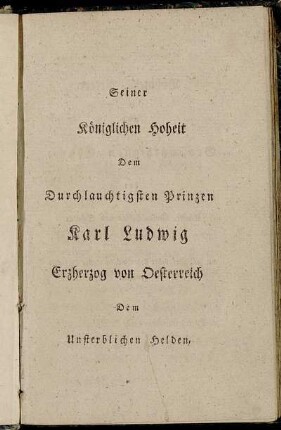 Seiner
Königlichen Hoheit
Dem
Durchlauchtigsten Prinzen
Karl Ludwig
Erzherzog von Oesterreich
Dem
Unsterblichen Helden,